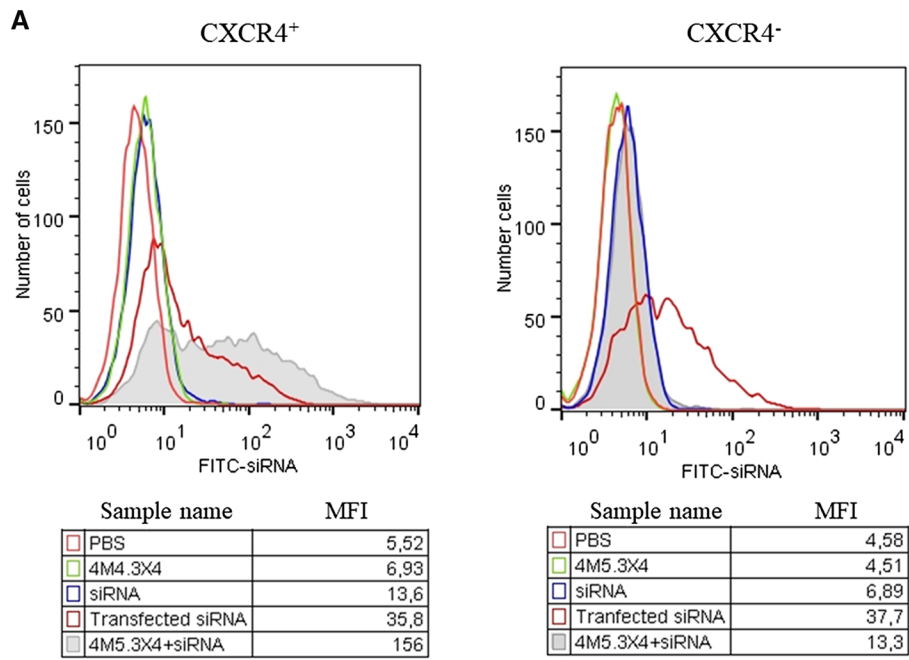 A
CXCR4+ CXCR4-
Number of cells
150
100
50
0
10^0 10^1 10^2 10^3 10^4
FITC-siRNA
Number cells
150
100
50
0
10^0 10^1 10^2 10^3 10^4
FITC-siRNA
Sample name MFI
PBS 5,52
4M4.3X4 6,93
siRNA 13,6
Transfected siRNA 35,8
4M5.3X4+siRNA 156
Sample name MFI
PBS 4,58
4M5.3X4 4,51
siRNA 6,89
Tranfected siRNA 37,7
4M5.3X4+siRNA 13,3